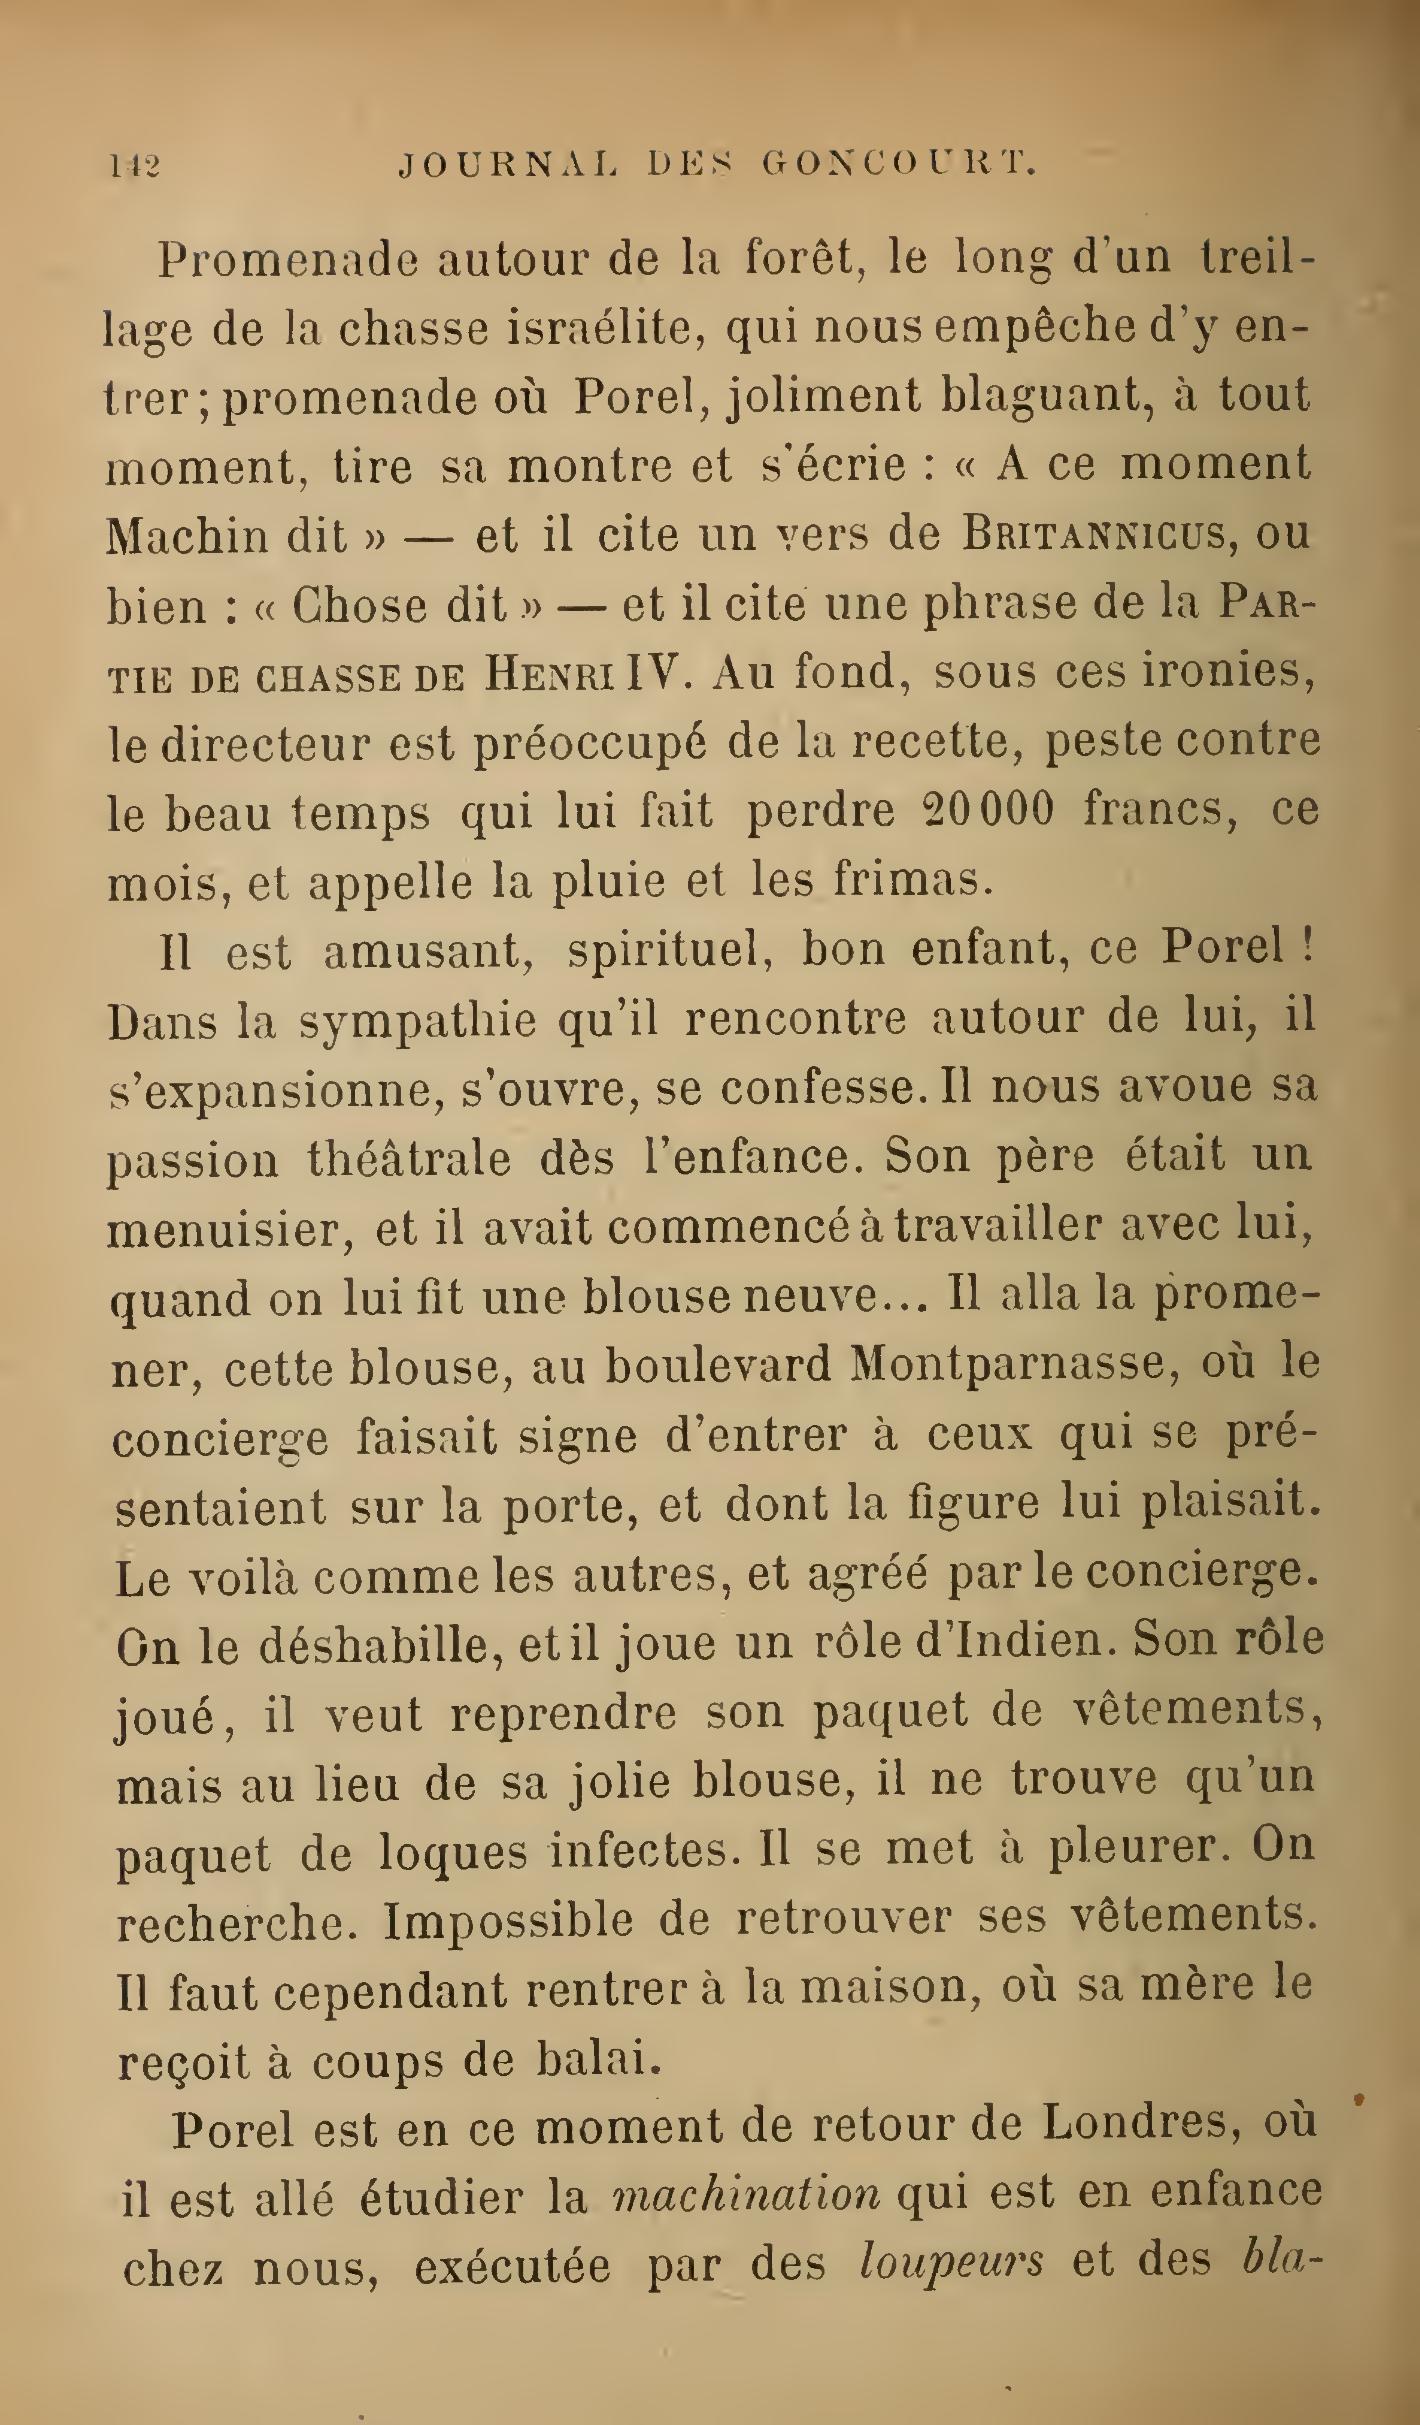 142 JOURNAL DES GONCOURT.
Promenade autour de la forêt, le long d'un treil-
lage de la chasse israélite, qui nous empêche d'y en-
trer; promenade où Porel, joliment blaguant, à tout
moment, tire sa montre et s'écrie : « A ce moment
Machin dit » — et il cite un vers de BRITANNICUS, ou
bien : « Chose dit » — et il cite une phrase de la PAR-
TIE DE CHASSE DE HENRI IV. Au fond, sous ces ironies,
le directeur est préoccupé de la recette, peste contre
le beau temps qui lui fait perdre 20 000 francs, ce
mois, et appelle la pluie et les frimas.
Il est amusant, spirituel, bon enfant, ce Porel !
Dans la sympathie qu'il rencontre autour de lui, il
s'expansionne, s'ouvre, se confesse. Il nous avoue sa
passion théâtrale dès l'enfance. Son père était un
menuisier, et il avait commencé à travailler avec lui,
quand on lui fit une blouse neuve... Il alla la prome-
ner, cette blouse, au boulevard Montparnasse, où le
concierge faisait signe d'entrer à ceux qui se pré-
sentaient sur la porte, et dont la figure lui plaisait.
Le voilà comme les autres, et agréé par le concierge.
On le déshabille, et il joue un rôle d'Indien. Son rôle
joué, il veut reprendre son paquet de vêtements,
mais au lieu de sa jolie blouse, il ne trouve qu'un
paquet de loques infectes. Il se met à pleurer. On
recherche. Impossible de retrouver ses vêtements.
Il faut cependant rentrer à la maison, où sa mère le
reçoit à coups de balai.
Porel est en ce moment de retour de Londres, où
il est allé étudier la machination qui est en enfance
chez nous, exécutée par des loupeurs et des bla-